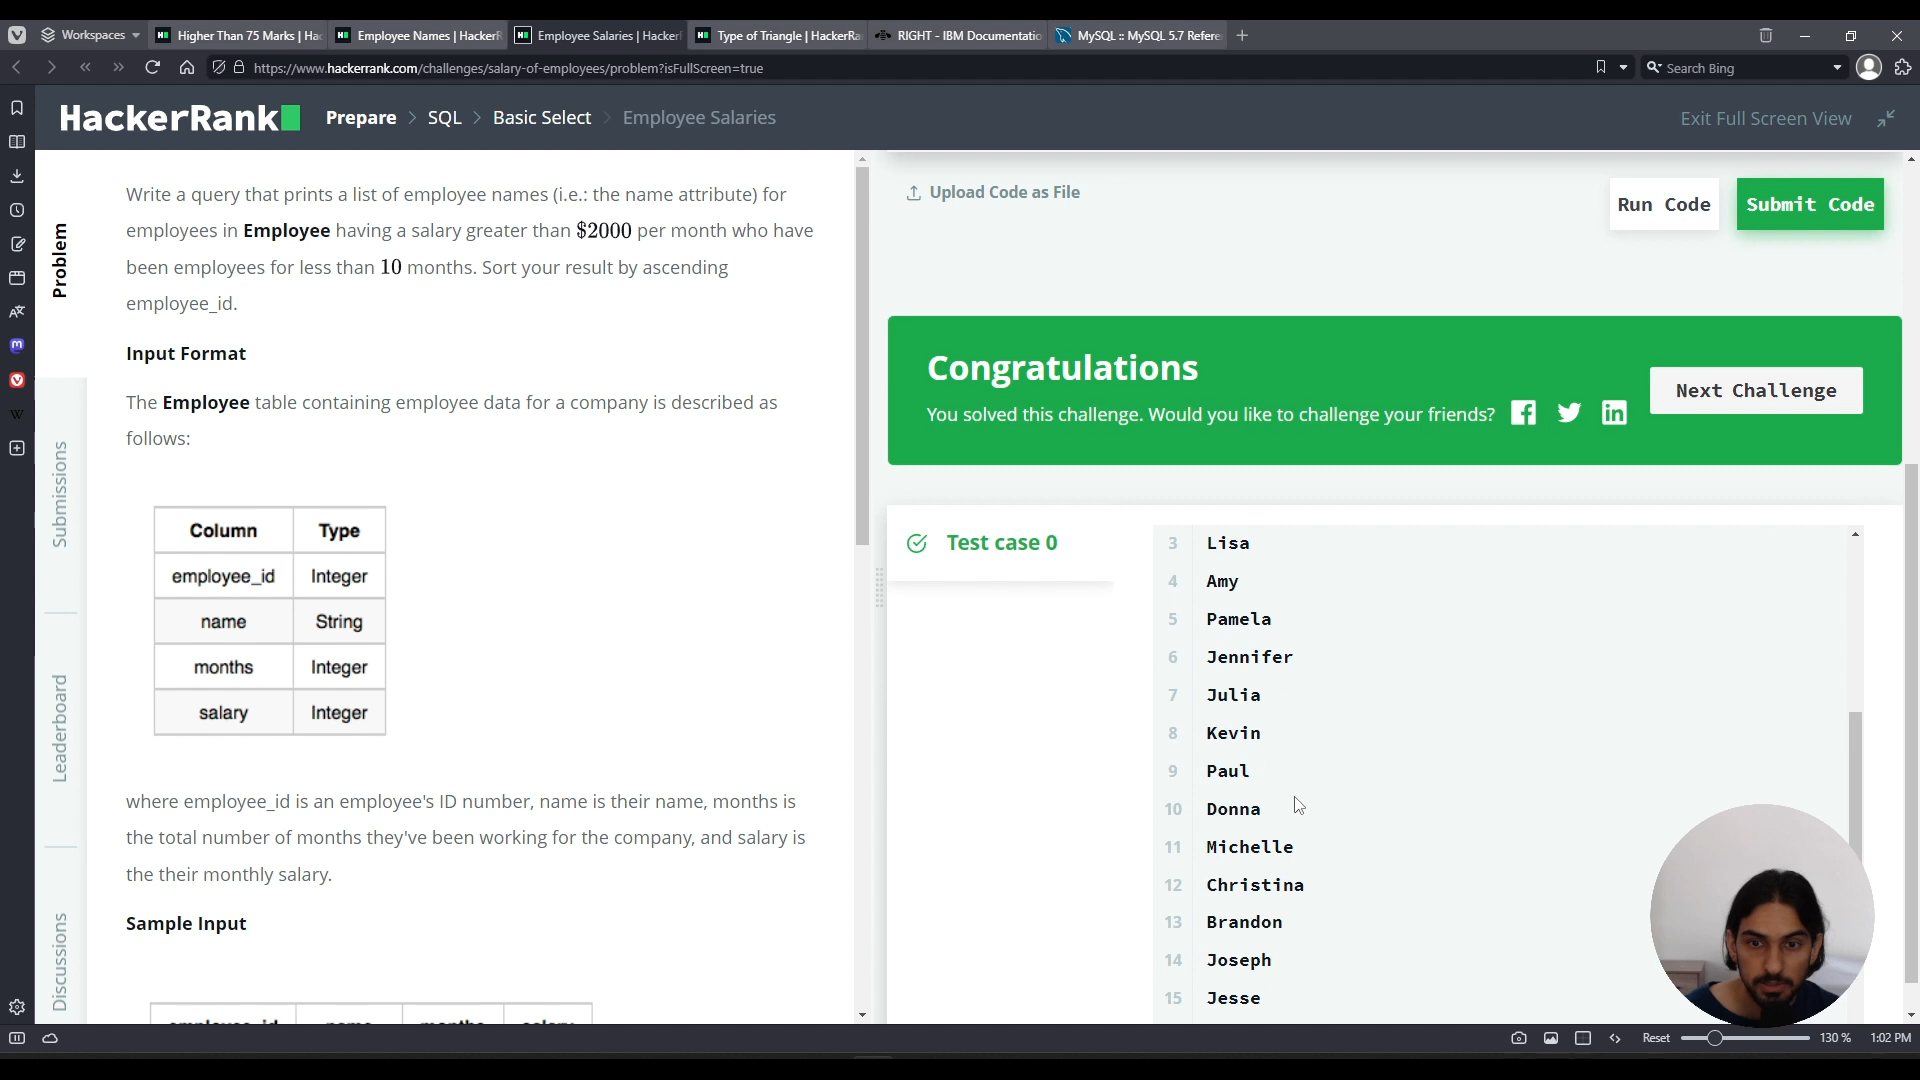 Workspaces
Higher Than 75 Marks | Hac
Employee Names | HackerR
Employee Salaries | Hacker
Type of Triangle | HackerRa
RIGHT - IBM Documentatio
MySQL :: MySQL 5.7 Refere
https://www.hackerrank.com/challenges/salary-of-employees/problem?isFullScreen=true
Search Bing
HackerRank
Prepare > SQL > Basic Select > Employee Salaries
Exit Full Screen View
Problem
Submissions
Leaderboard
Discussions
Write a query that prints a list of employee names (i.e.: the name attribute) for
employees in Employee having a salary greater than $2000 per month who have
been employees for less than 10 months. Sort your result by ascending
employee_id.
Input Format
The Employee table containing employee data for a company is described as
follows:
Column Type
employee_id Integer
name String
months Integer
salary Integer
where employee_id is an employee's ID number, name is their name, months is
the total number of months they've been working for the company, and salary is
the their monthly salary.
Sample Input
employee_id name months salary
Upload Code as File
Run Code
Submit Code
Congratulations
You solved this challenge. Would you like to challenge your friends?
Next Challenge
Test case 0
3 Lisa
4 Amy
5 Pamela
6 Jennifer
7 Julia
8 Kevin
9 Paul
10 Donna
11 Michelle
12 Christina
13 Brandon
14 Joseph
15 Jesse
Reset
130 %
1:02 PM